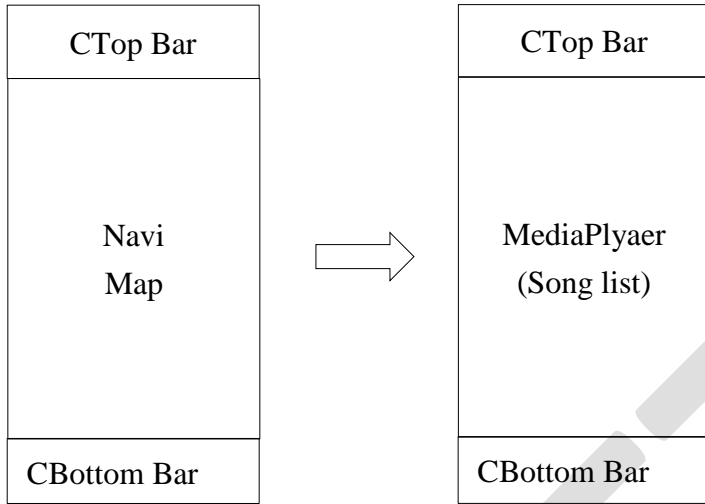 CTop Bar
Navi
Map
CBottom Bar
CTop Bar
MediaPlyaer
(Song list)
CBottom Bar